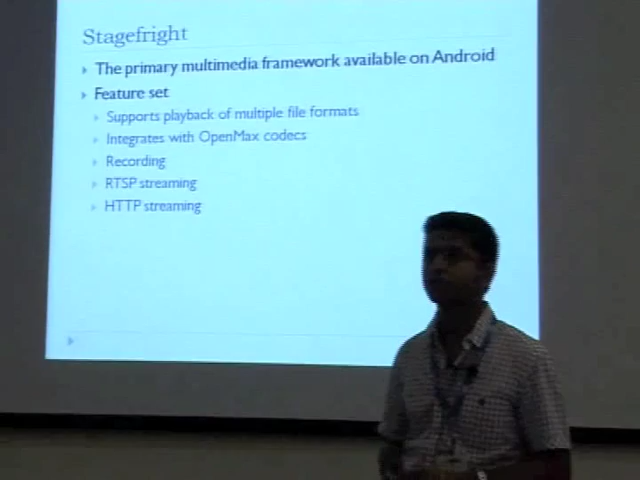 Stagefright
The primary multimedia framework available on Android
Feature set
Supports playback of multiple file formats
Integrates with OpenMax codecs
Recording
RTSP streaming
HTTP streaming